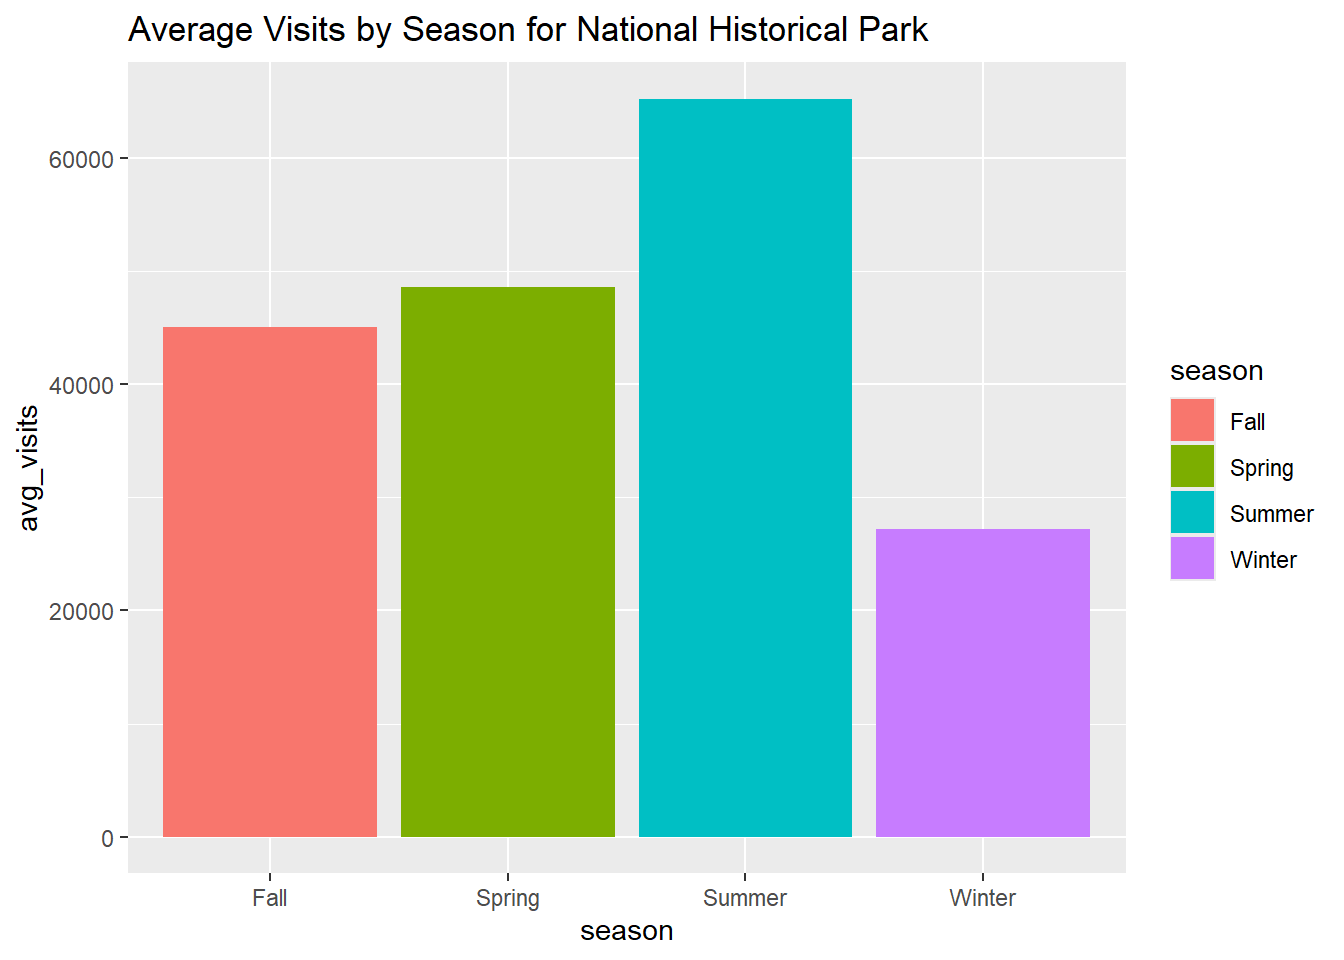 Average Visits by Season for National Historical Park
avg_visits
60000
40000
20000
0
Fall
Spring
Summer
Winter
season
season
Fall
Spring
Summer
Winter